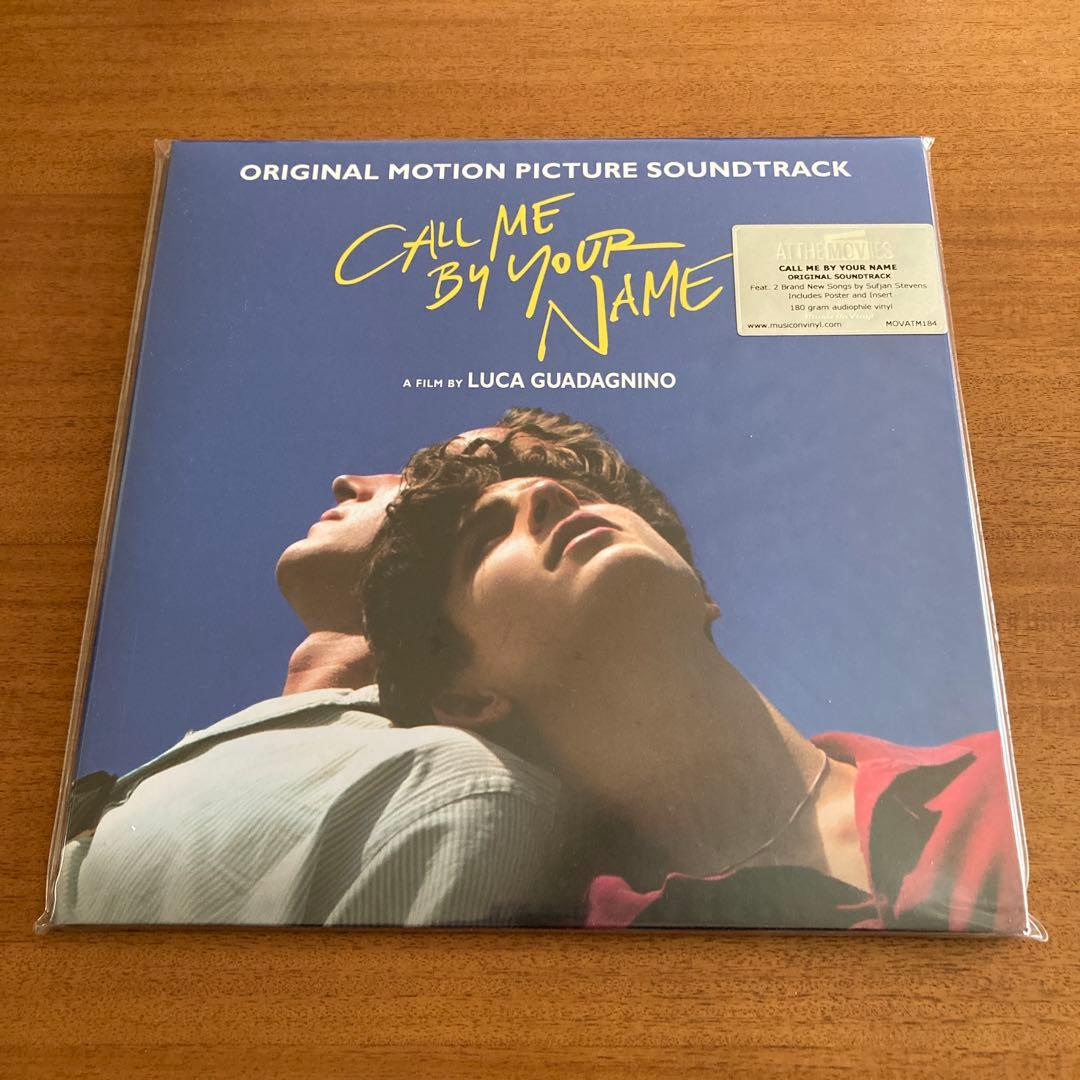 ORIGINAL MOTION PICTURE SOUNDTRACK
CALL ME
BY YOUR
NAME
A FILM BY LUCA GUADAGNINO
AT THE MOVIES
CALL ME BY YOUR NAME
ORIGINAL SOUNDTRACK
Feat. 2 Brand New Songs by Sufjan Stevens
Includes Poster and Insert
180 gram audiophile vinyl
www.musiconvinyl.com MOVATM184